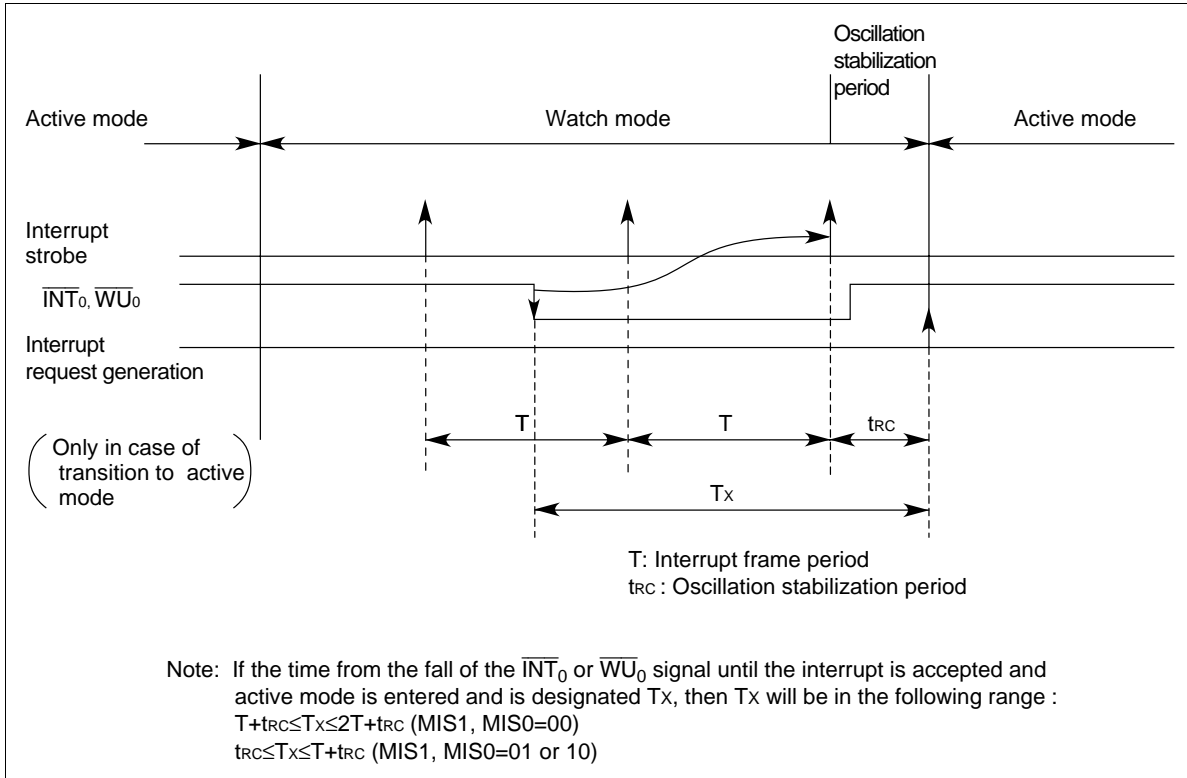 Oscillation
stabilization
period
Active mode
Watch mode
Active mode
Interrupt
strobe
I̅N̅T̅₀, W̅U̅₀
Interrupt
request generation
T
T
tRC
(Only in case of
transition to active
mode)
TX
T: Interrupt frame period
tRC : Oscillation stabilization period
Note: If the time from the fall of the I̅N̅T̅₀ or W̅U̅₀ signal until the interrupt is accepted and
active mode is entered and is designated TX, then TX will be in the following range :
T+tRC≤TX≤2T+tRC (MIS1, MIS0=00)
tRC≤TX≤T+tRC (MIS1, MIS0=01 or 10)